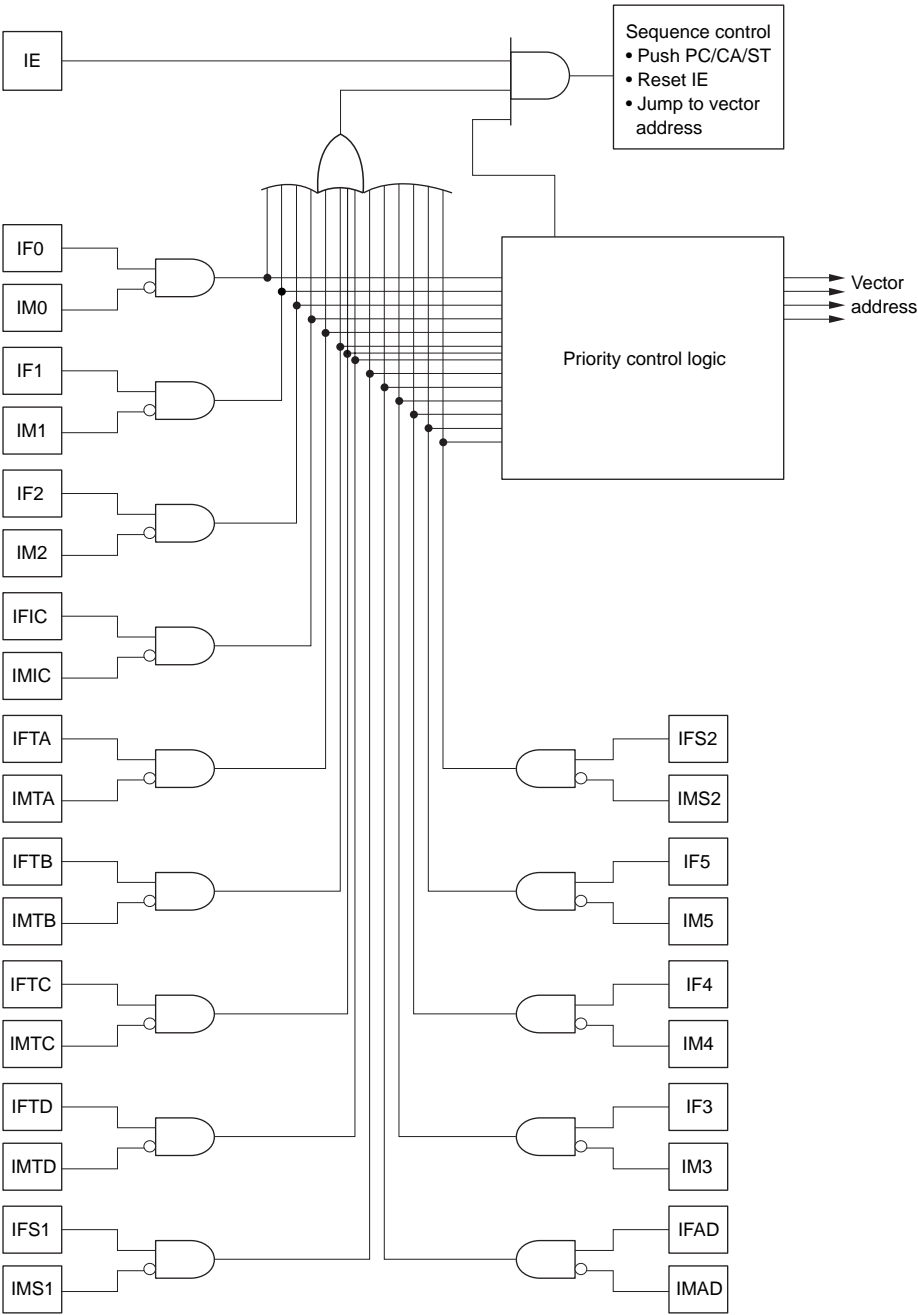 IE
Sequence control
• Push PC/CA/ST
• Reset IE
• Jump to vector
address
IF0
IM0
IF1
IM1
IF2
IM2
IFIC
IMIC
IFTA
IMTA
IFTB
IMTB
IFTC
IMTC
IFTD
IMTD
IFS1
IMS1
Priority control logic
Vector
address
IFS2
IMS2
IF5
IM5
IF4
IM4
IF3
IM3
IFAD
IMAD